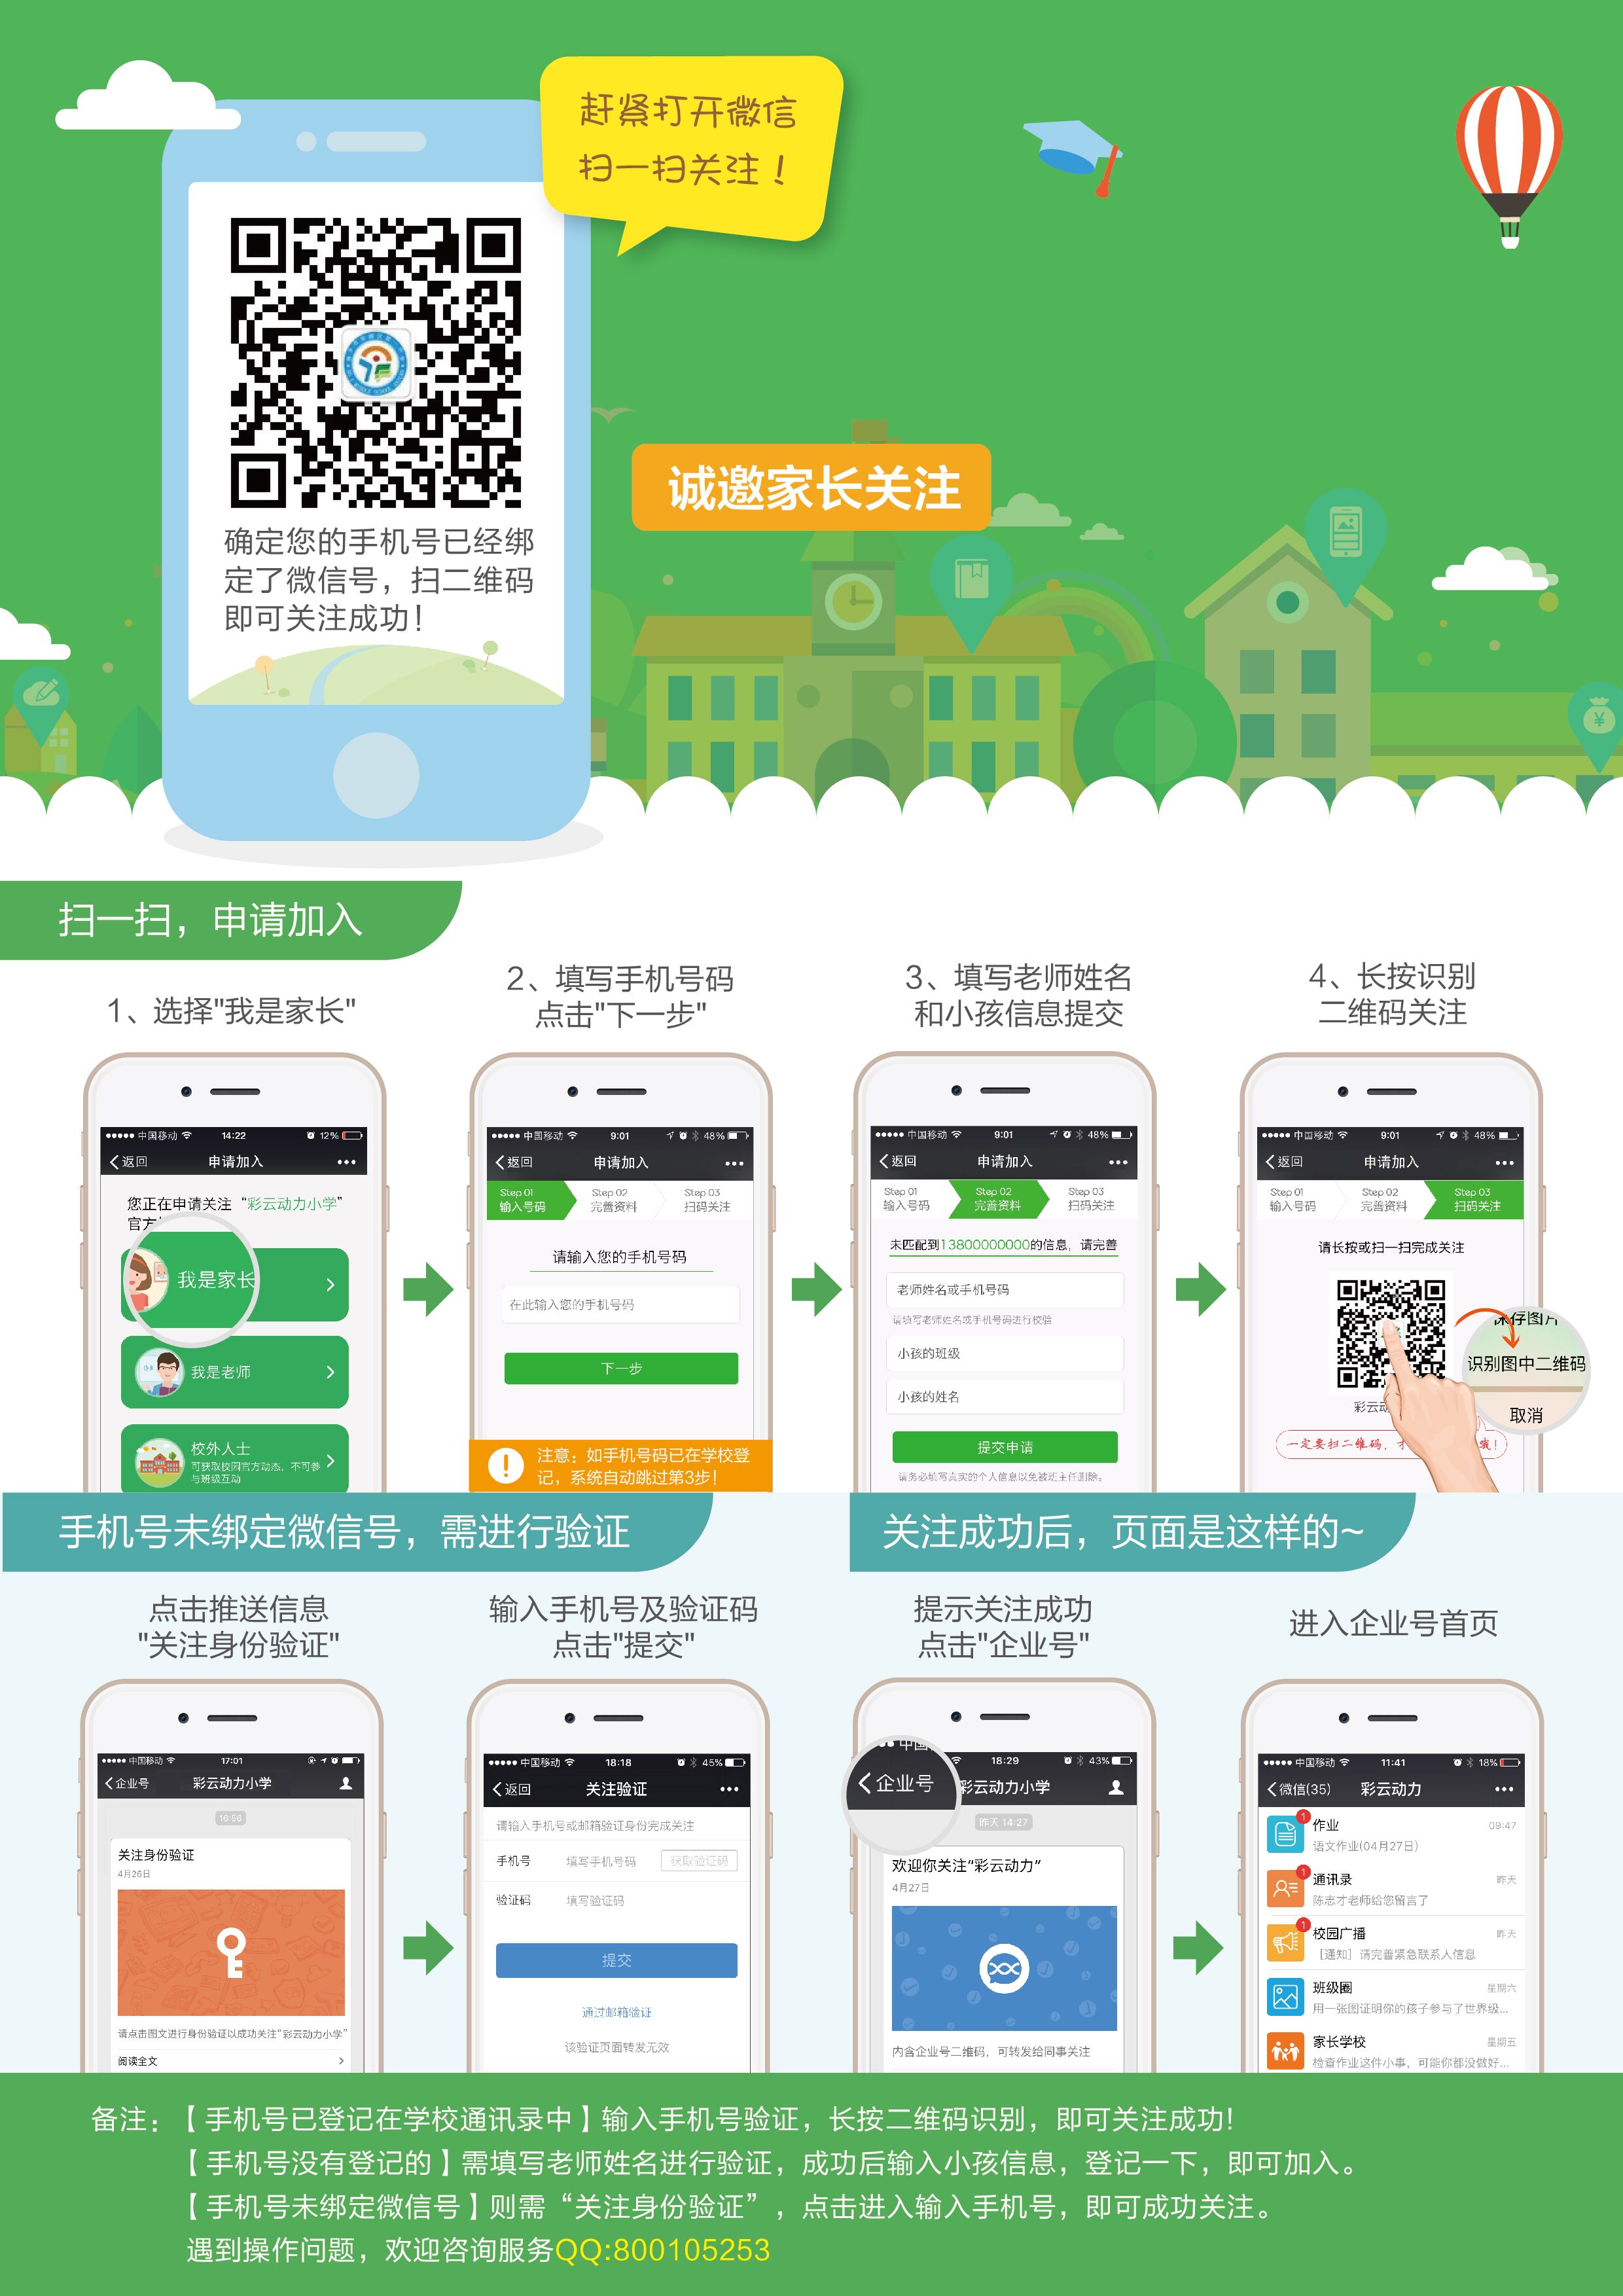 赶紧打开微信
扫一扫关注！
确定您的手机号已经绑
定了微信号，扫二维码
即可关注成功！
诚邀家长关注
扫一扫，申请加入
1、选择"我是家长"
2、填写手机号码
点击"下一步"
3、填写老师姓名
和小孩信息提交
4、长按识别
二维码关注
中国移动 14:22 12%
返回 申请加入
您正在申请关注 “彩云动力小学”
官方
我是家长
我是老师
校外人士
可获取校园官方动态，不可参
与班级互动
中国移动 9:01 48%
返回 申请加入
Step 01 Step 02 Step 03
输入号码 完善资料 扫码关注
请输入您的手机号码
在此输入您的手机号码
下一步
注意：如手机号码已在学校登
记，系统自动跳过第3步！
中国移动 9:01 48%
返回 申请加入
Step 01 Step 02 Step 03
输入号码 完善资料 扫码关注
未匹配到13800000000的信息，请完善
老师姓名或手机号码
请填写老师姓名或手机号码进行校验
小孩的班级
小孩的姓名
提交申请
请务必填写真实的个人信息以免被班主任删除。
中国移动 9:01 48%
返回 申请加入
Step 01 Step 02 Step 03
输入号码 完善资料 扫码关注
请长按或扫一扫完成关注
保存图片
识别图中二维码
取消
彩云动
一定要扫二维码，才 哦！
手机号未绑定微信号，需进行验证
关注成功后，页面是这样的~
点击推送信息
"关注身份验证"
输入手机号及验证码
点击"提交"
提示关注成功
点击"企业号"
进入企业号首页
中国移动 17:01
企业号 彩云动力小学
16:56
关注身份验证
4月26日
请点击图文进行身份验证以成功关注“彩云动力小学”
阅读全文
中国移动 18:18 45%
返回 关注验证
请输入手机号或邮箱验证身份完成关注
手机号 填写手机号码 获取验证码
验证码 填写验证码
提交
通过邮箱验证
该验证页面转发无效
中国 18:29 43%
企业号 彩云动力小学
昨天 14:27
欢迎你关注“彩云动力”
4月27日
内含企业号二维码，可转发给同事关注
中国移动 11:41 18%
微信(35) 彩云动力
1 作业 09:47
语文作业(04月27日)
1 通讯录 昨天
陈志才老师给您留言了
1 校园广播 昨天
[通知] 请完善紧急联系人信息
班级圈 星期六
用一张图证明你的孩子参与了世界级...
家长学校 星期五
检查作业这件小事，可能你都没做好...
备注：【手机号已登记在学校通讯录中】输入手机号验证，长按二维码识别，即可关注成功！
【手机号没有登记的】需填写老师姓名进行验证，成功后输入小孩信息，登记一下，即可加入。
【手机号未绑定微信号】则需“关注身份验证”，点击进入输入手机号，即可成功关注。
遇到操作问题，欢迎咨询服务QQ:800105253